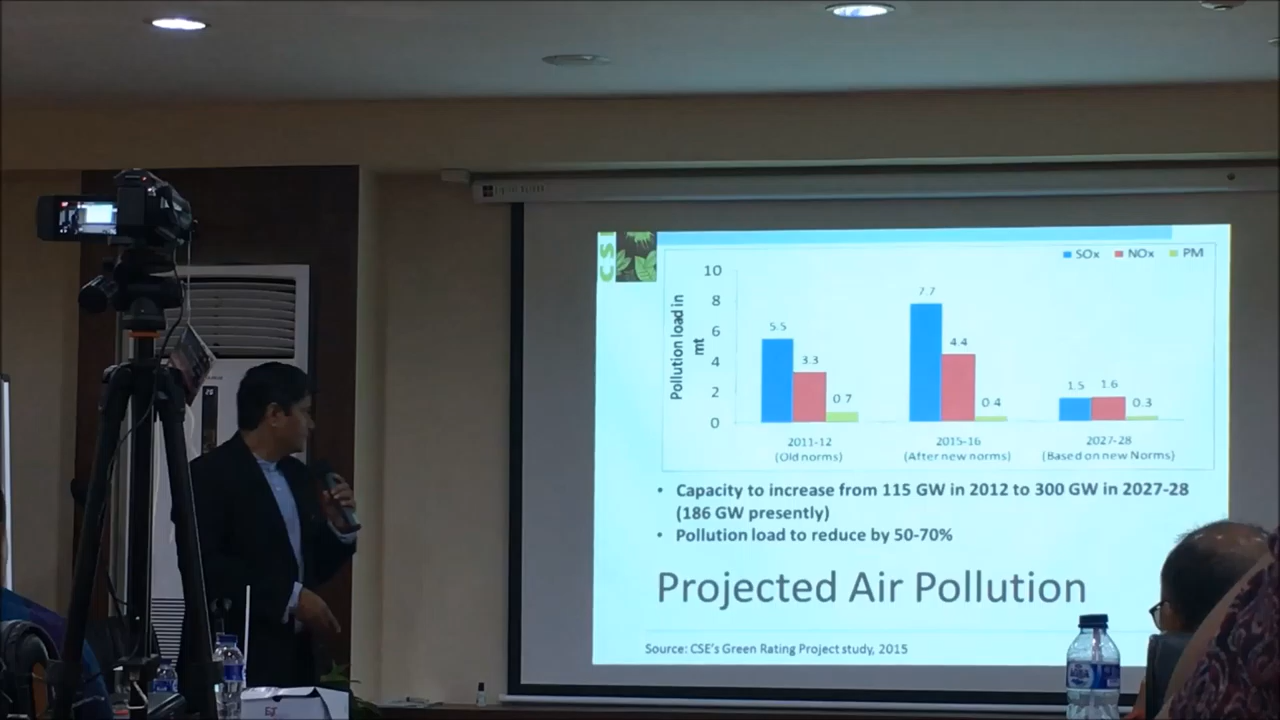 CSE
SOx NOx PM
Pollution load in
mt
10
8
6
4
2
0
5.5
3.3
0.7
7.7
4.4
0.4
1.5
1.6
0.3
2011-12
(Old norms)
2015-16
(After new norms)
2027-28
(Based on new Norms)
• Capacity to increase from 115 GW in 2012 to 300 GW in 2027-28
(186 GW presently)
• Pollution load to reduce by 50-70%
Projected Air Pollution
Source: CSE's Green Rating Project study, 2015